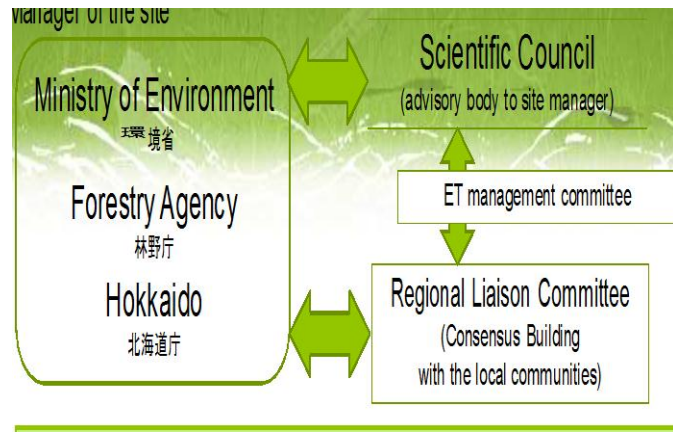 Manager of the site
Ministry of Environment
環境省
Forestry Agency
林野庁
Hokkaido
北海道庁
Scientific Council
(advisory body to site manager)
ET management committee
Regional Liaison Committee
(Consensus Building
with the local communities)